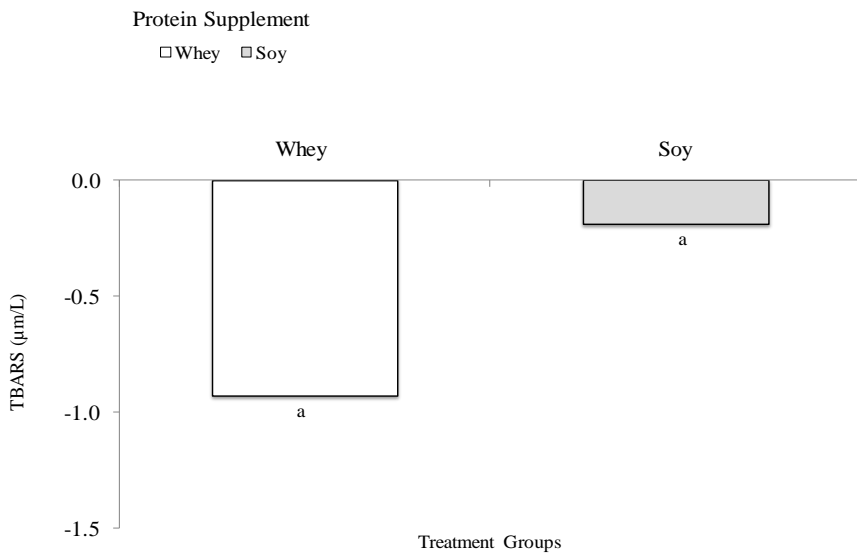 Protein Supplement
Whey Soy
Whey Soy
0.0
a
-0.5
-1.0
a
-1.5
TBARS (µm/L)
Treatment Groups